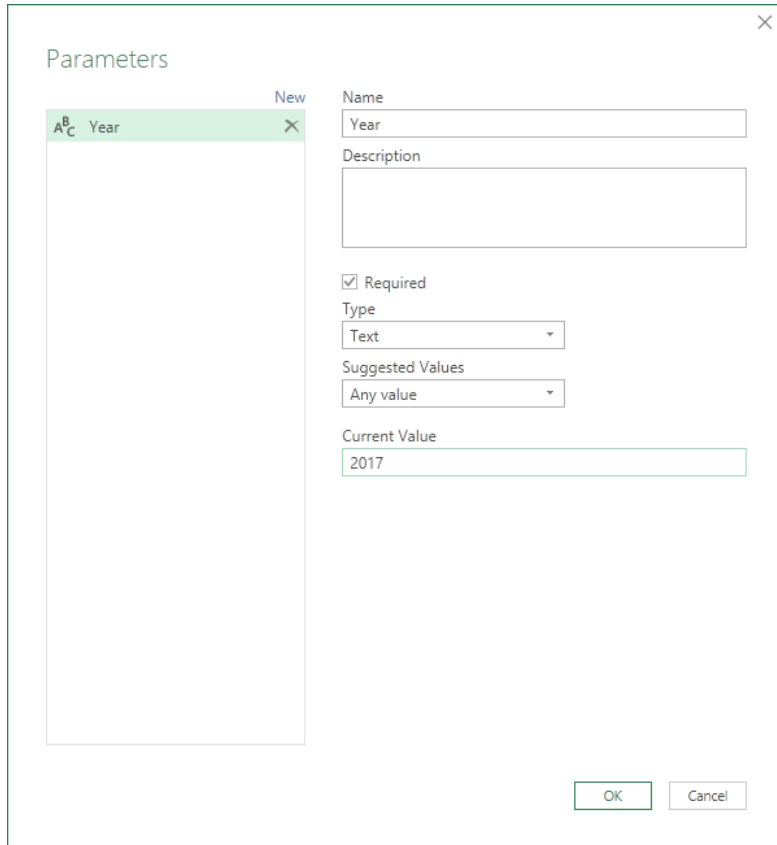 Parameters
New
ABC Year
Name
Year
Description
Required
Type
Text
Suggested Values
Any value
Current Value
2017
OK Cancel